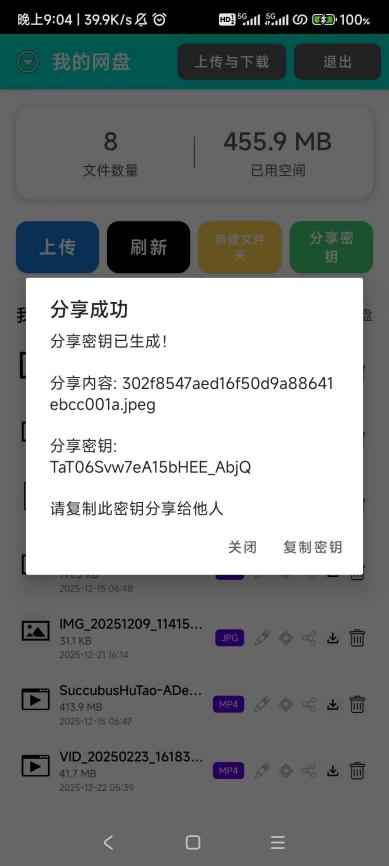 晚上9:04 | 39.9K/s
HD 5G 5G 100%
我的网盘
上传与下载
退出
8
455.9 MB
文件数量
已用空间
上传
刷新
新建文件夹
分享密钥
盘
分享成功
分享密钥已生成！
分享内容: 302f8547aed16f50d9a88641
ebcc001a.jpeg
分享密钥:
TaT06Svw7eA15bHEE_AbjQ
请复制此密钥分享给他人
关闭
复制密钥
2025-12-15 06:48
IMG_20251209_11415...
JPG
31.1 KB
2025-12-21 16:14
SuccubusHuTao-ADe...
MP4
413.9 MB
2025-12-15 06:47
VID_20250223_16183...
MP4
41.7 MB
2025-12-22 05:39